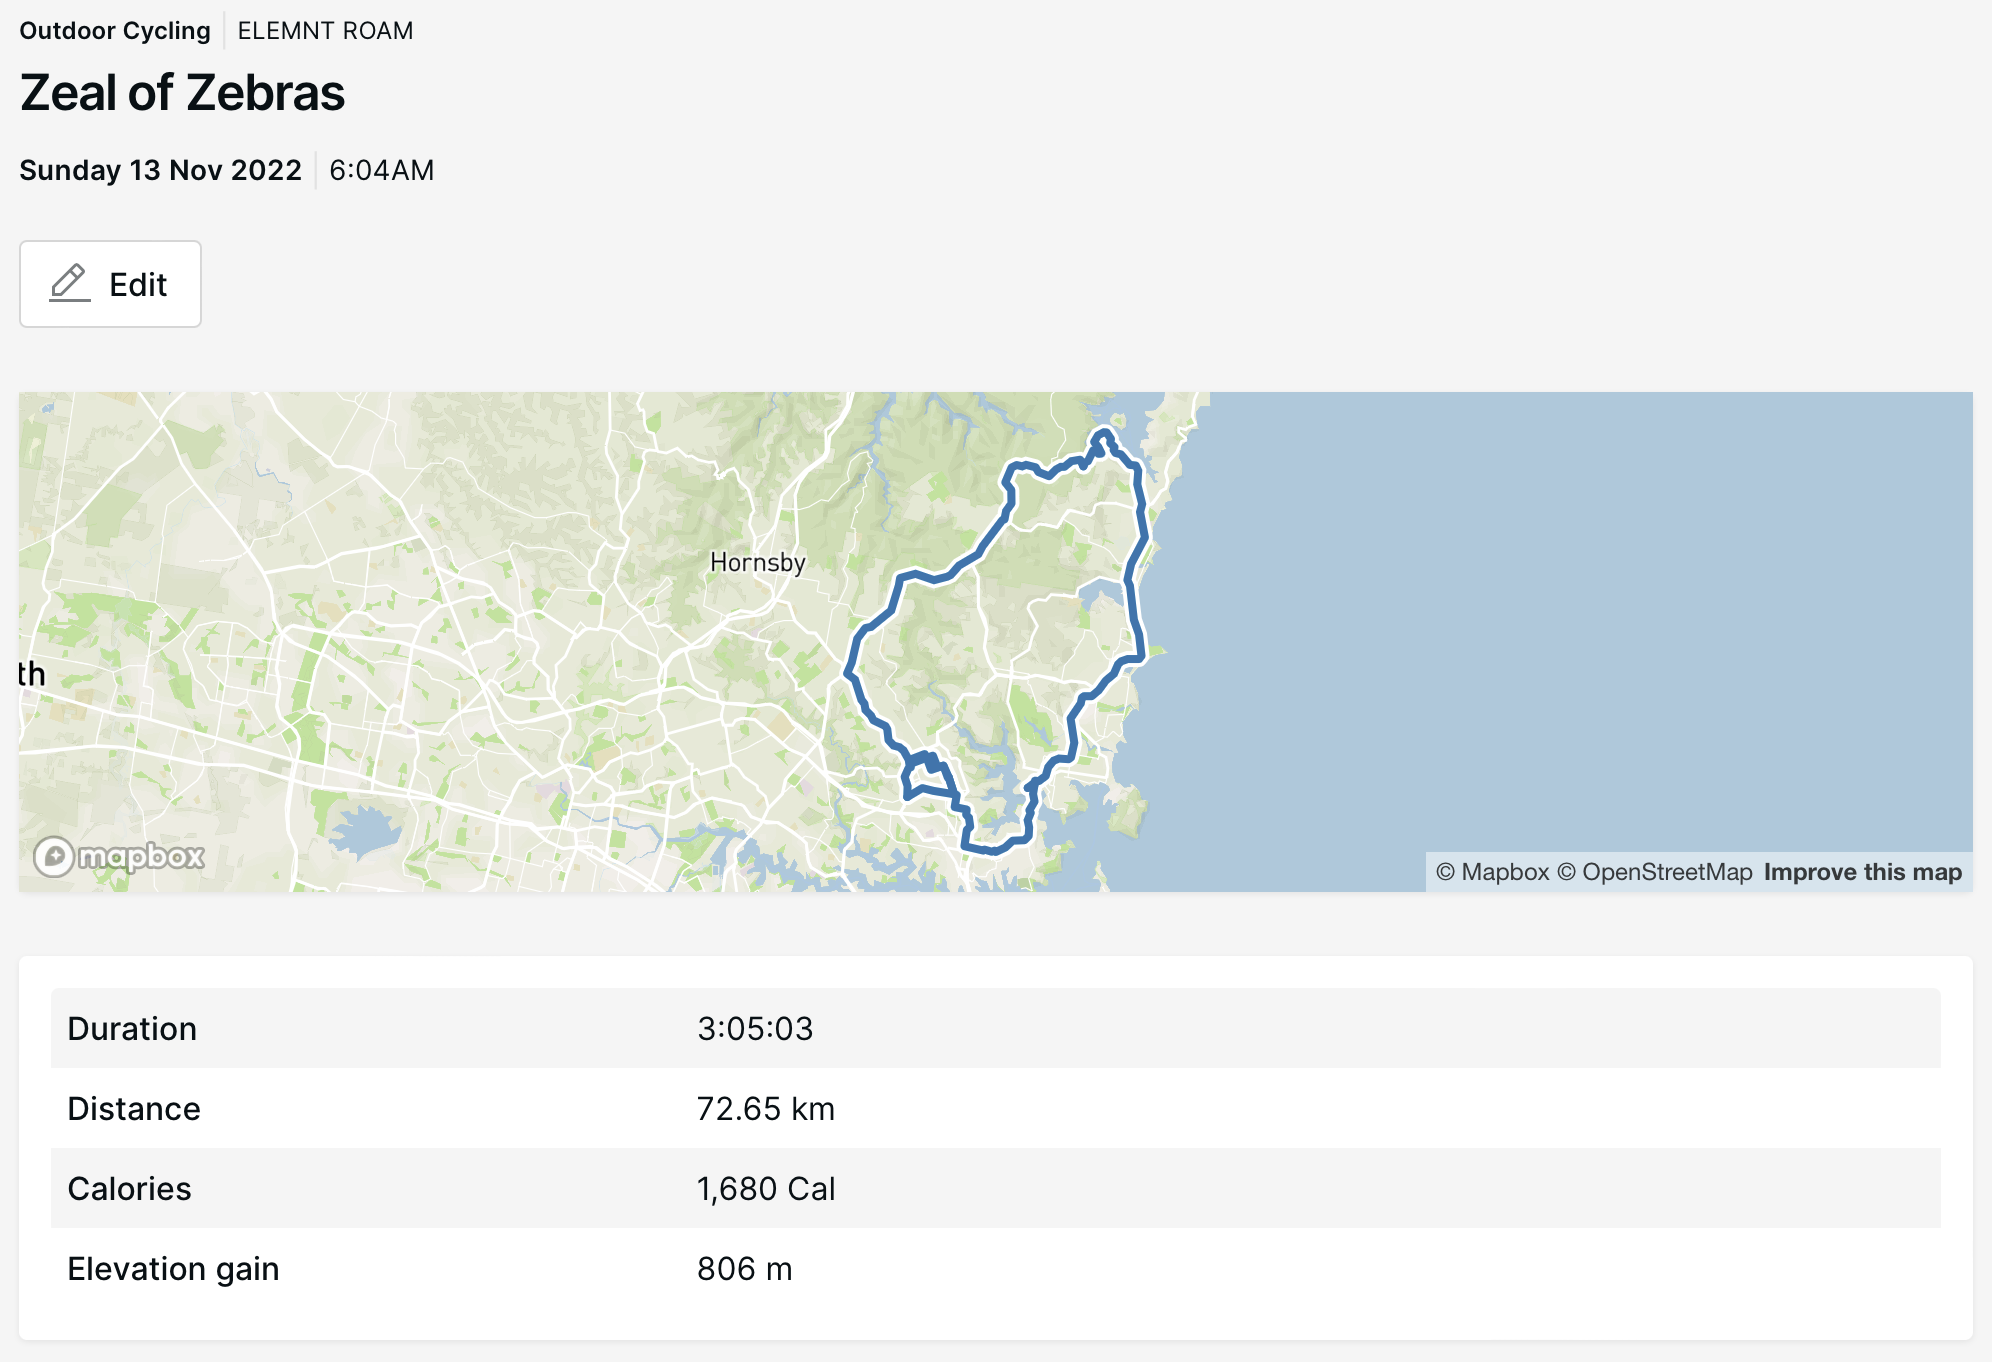 Outdoor Cycling ELEMNT ROAM
Zeal of Zebras
Sunday 13 Nov 2022 6:04AM
Edit
Hornsby
th
mapbox
© Mapbox © OpenStreetMap Improve this map
Duration 3:05:03
Distance 72.65 km
Calories 1,680 Cal
Elevation gain 806 m